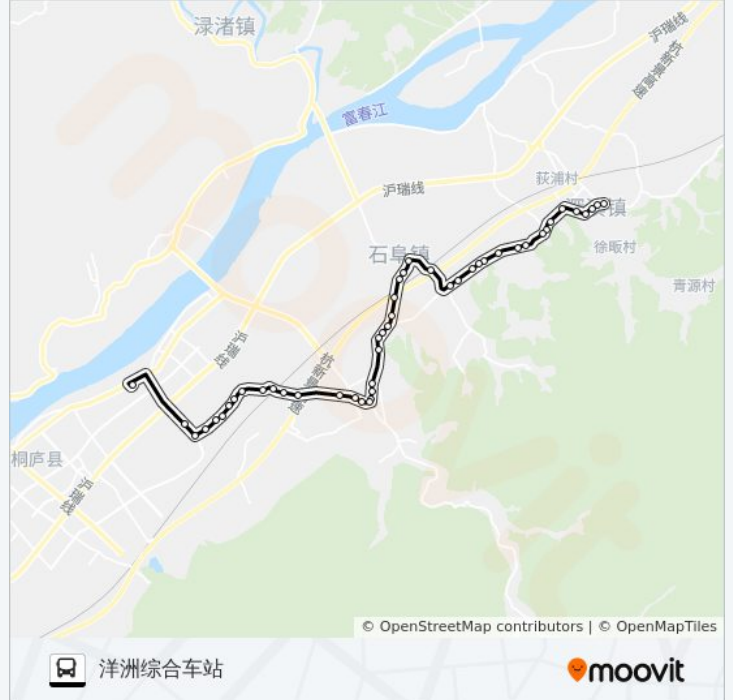 渌渚镇
沪瑞线
杭新景高速
富春江
荻浦村
沪瑞线
镇
徐畈村
石阜镇
青源村
沪瑞线
杭新景
速
桐庐县
沪瑞线
© OpenStreetMap contributors | © OpenMapTiles
洋洲综合车站
moovit